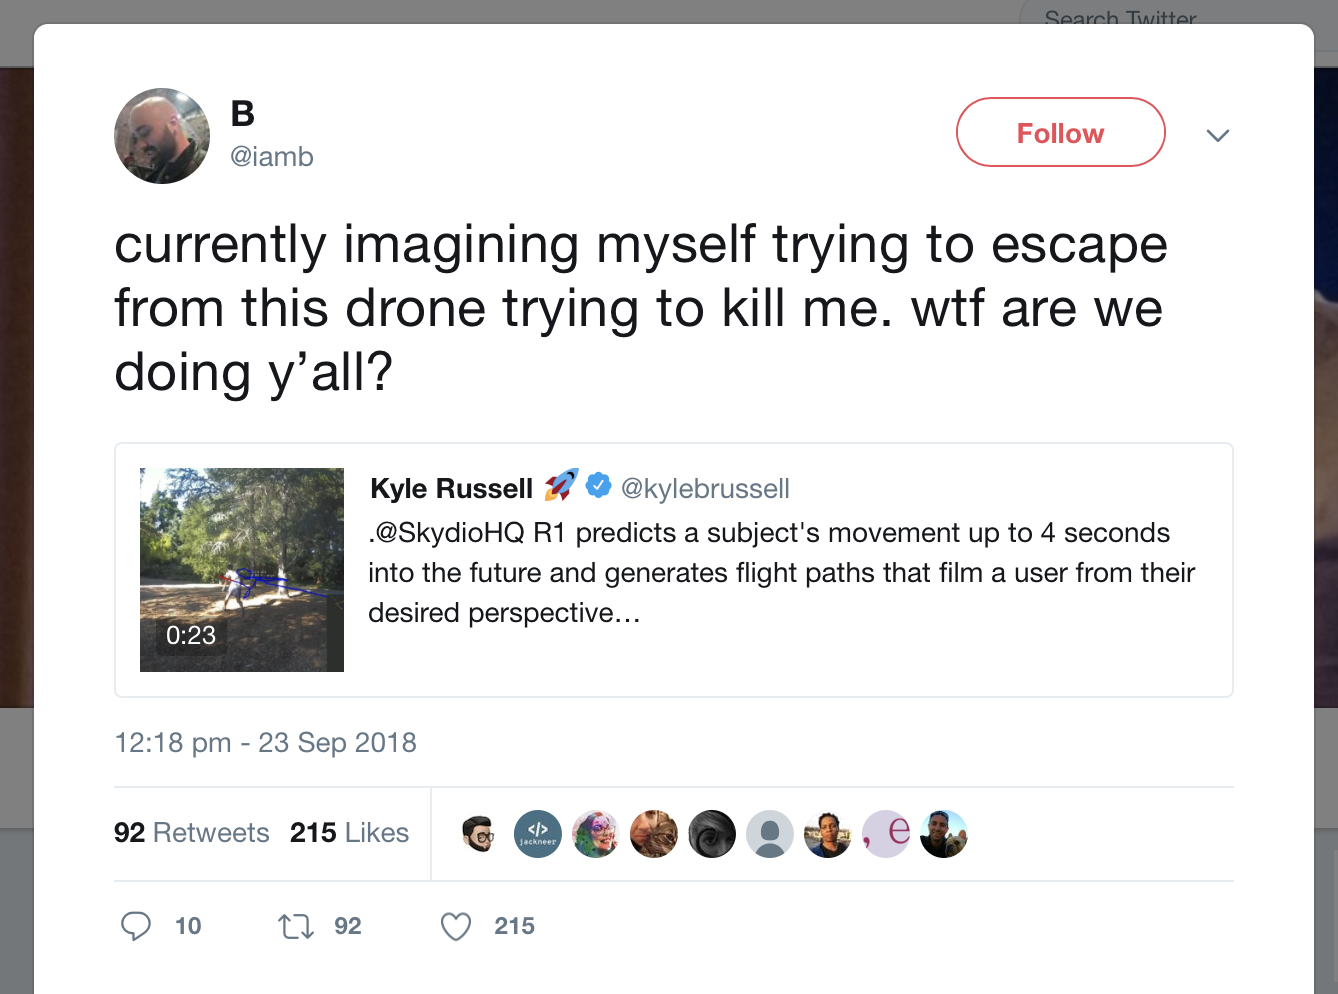 Search Twitter
B
@iamb
Follow
currently imagining myself trying to escape
from this drone trying to kill me. wtf are we
doing y’all?
Kyle Russell 🚀 @kylebrussell
.@SkydioHQ R1 predicts a subject's movement up to 4 seconds
into the future and generates flight paths that film a user from their
desired perspective…
0:23
12:18 pm - 23 Sep 2018
92 Retweets 215 Likes
</>
jackneer
, e
10 92 215